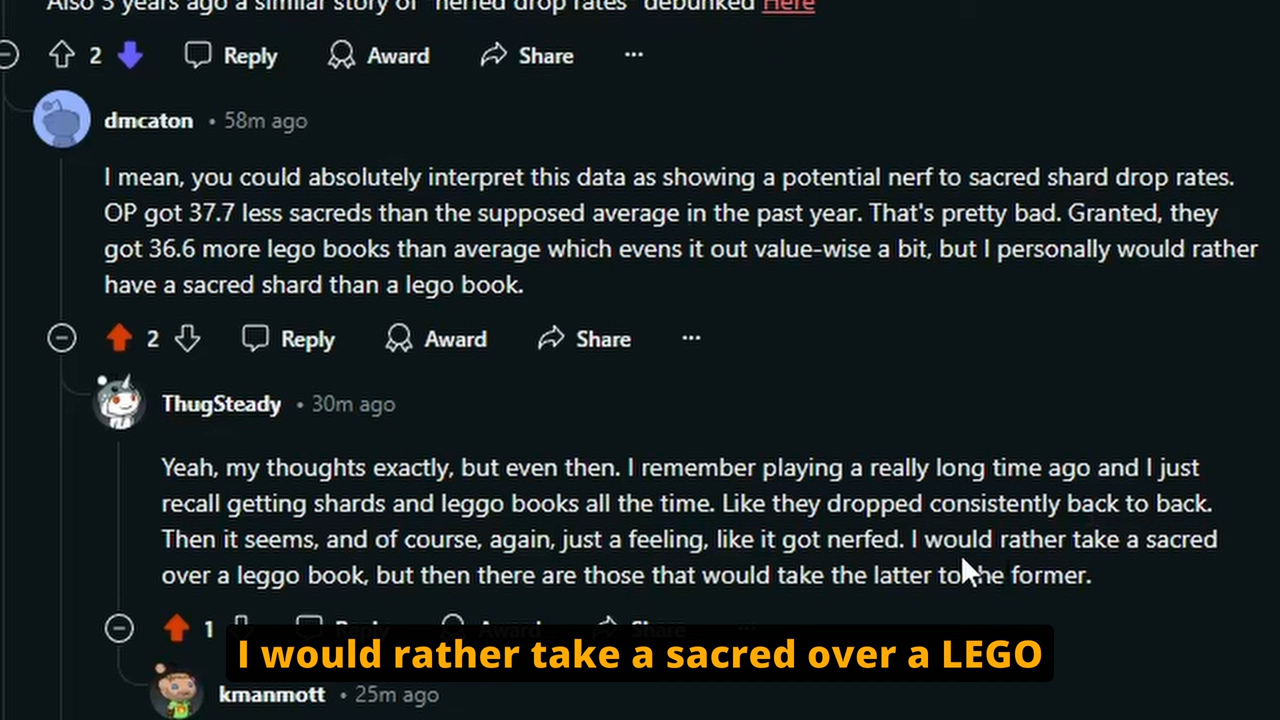 Also 3 years ago a similar story of "nerfed drop rates" debunked Here
2 Reply Award Share ...
dmcaton • 58m ago
I mean, you could absolutely interpret this data as showing a potential nerf to sacred shard drop rates.
OP got 37.7 less sacreds than the supposed average in the past year. That's pretty bad. Granted, they
got 36.6 more lego books than average which evens it out value-wise a bit, but I personally would rather
have a sacred shard than a lego book.
2 Reply Award Share ...
ThugSteady • 30m ago
Yeah, my thoughts exactly, but even then. I remember playing a really long time ago and I just
recall getting shards and leggo books all the time. Like they dropped consistently back to back.
Then it seems, and of course, again, just a feeling, like it got nerfed. I would rather take a sacred
over a leggo book, but then there are those that would take the latter to the former.
1 Reply Award Share ...
I would rather take a sacred over a LEGO
kmanmott • 25m ago